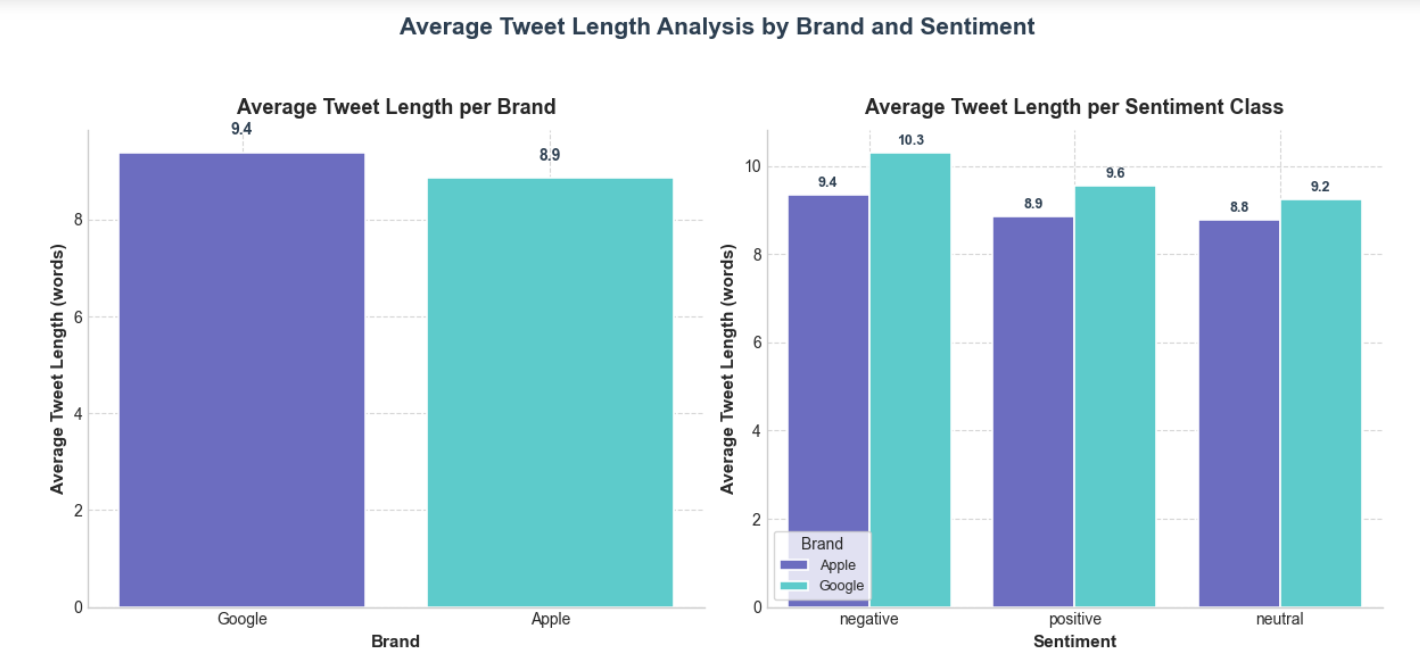 Average Tweet Length Analysis by Brand and Sentiment
Average Tweet Length per Brand
9.4
8.9
8
6
4
2
0
Average Tweet Length (words)
Google
Apple
Brand
Average Tweet Length per Sentiment Class
10.3
9.4
9.6
8.9
9.2
8.8
10
8
6
4
2
0
Average Tweet Length (words)
Brand
Apple
Google
negative
positive
neutral
Sentiment